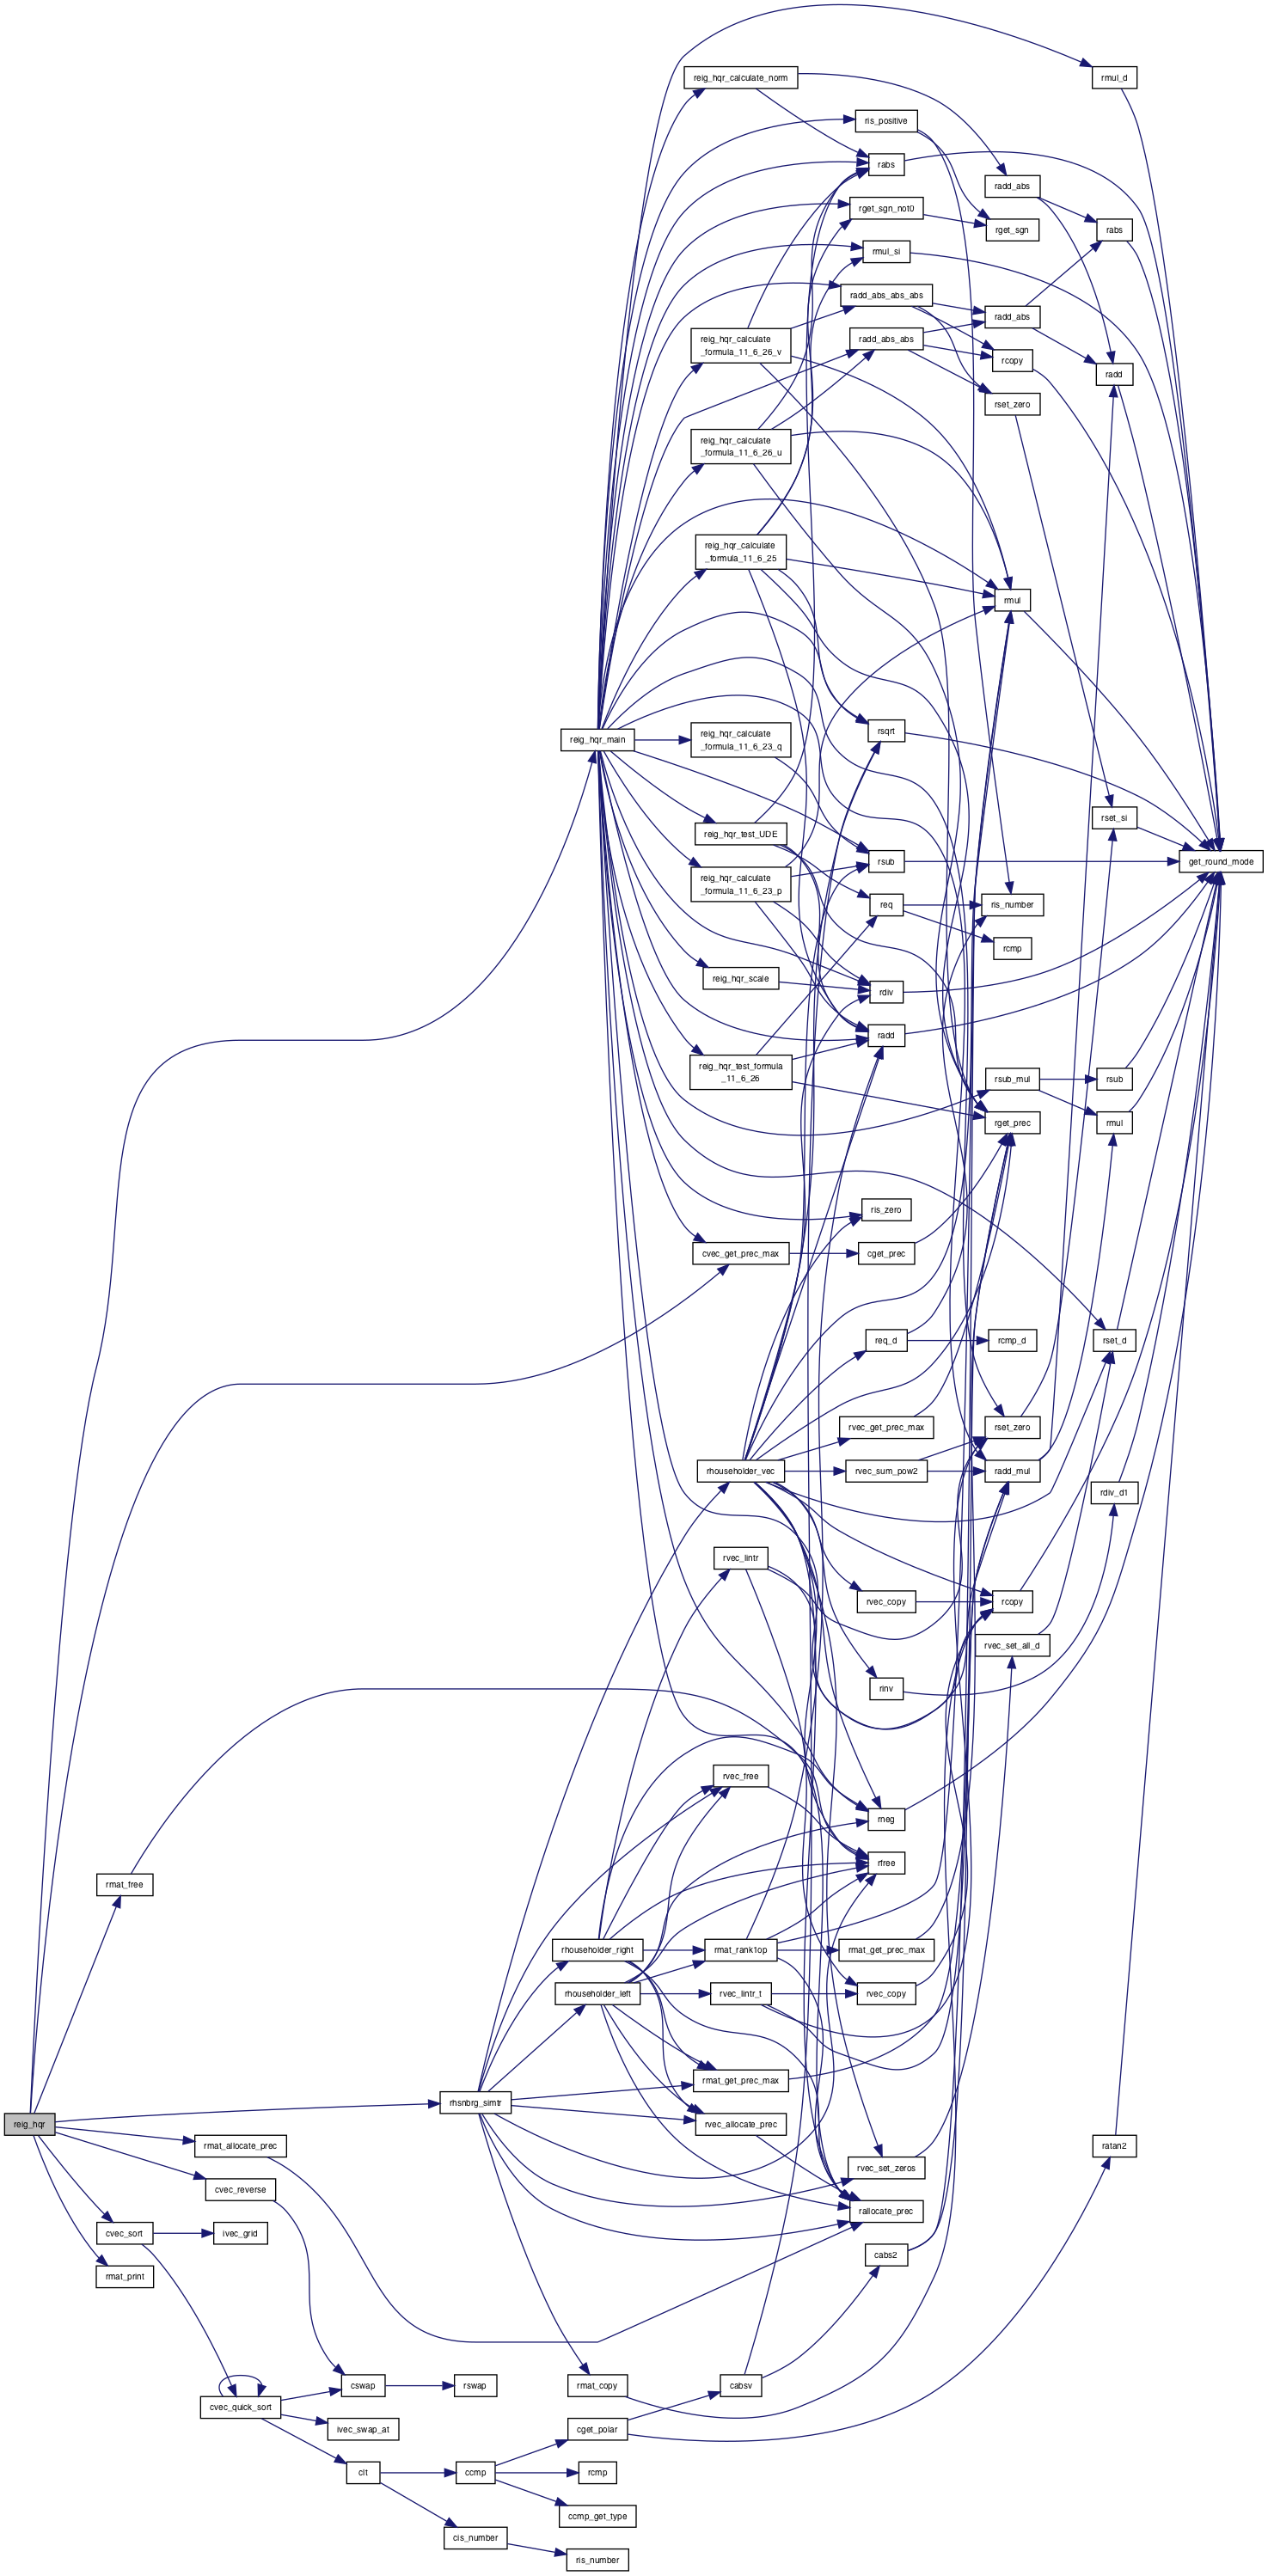 rmul_d
reig_hqr_calculate_norm
ris_positive
rabs
radd_abs
rget_sgn_not0
rget_sgn
rabs
rmul_si
radd_abs_abs_abs
radd_abs
reig_hqr_calculate
_formula_11_6_26_v
radd_abs_abs
rcopy
radd
rset_zero
reig_hqr_calculate
_formula_11_6_26_u
reig_hqr_calculate
_formula_11_6_25
rmul
reig_hqr_main
reig_hqr_calculate
_formula_11_6_23_q
rsqrt
rset_si
reig_hqr_test_UDE
rsub
get_round_mode
reig_hqr_calculate
_formula_11_6_23_p
req
ris_number
rcmp
reig_hqr_scale
rdiv
radd
reig_hqr_test_formula
_11_6_26
rsub_mul
rsub
rget_prec
rmul
ris_zero
cvec_get_prec_max
cget_prec
req_d
rcmp_d
rset_d
rvec_get_prec_max
rset_zero
rhouseholder_vec
rvec_sum_pow2
radd_mul
rdiv_d1
rvec_lintr
rvec_copy
rcopy
rvec_set_all_d
rinv
rvec_free
rneg
rfree
rmat_free
rhouseholder_right
rmat_rank1op
rmat_get_prec_max
rhouseholder_left
rvec_lintr_t
rvec_copy
rmat_get_prec_max
rhsnbrg_simtr
reig_hqr
rvec_allocate_prec
rmat_allocate_prec
ratan2
rvec_set_zeros
cvec_reverse
rallocate_prec
cvec_sort
ivec_grid
cabs2
rmat_print
cswap
rswap
rmat_copy
cabsv
cvec_quick_sort
ivec_swap_at
cget_polar
clt
ccmp
rcmp
ccmp_get_type
cis_number
ris_number